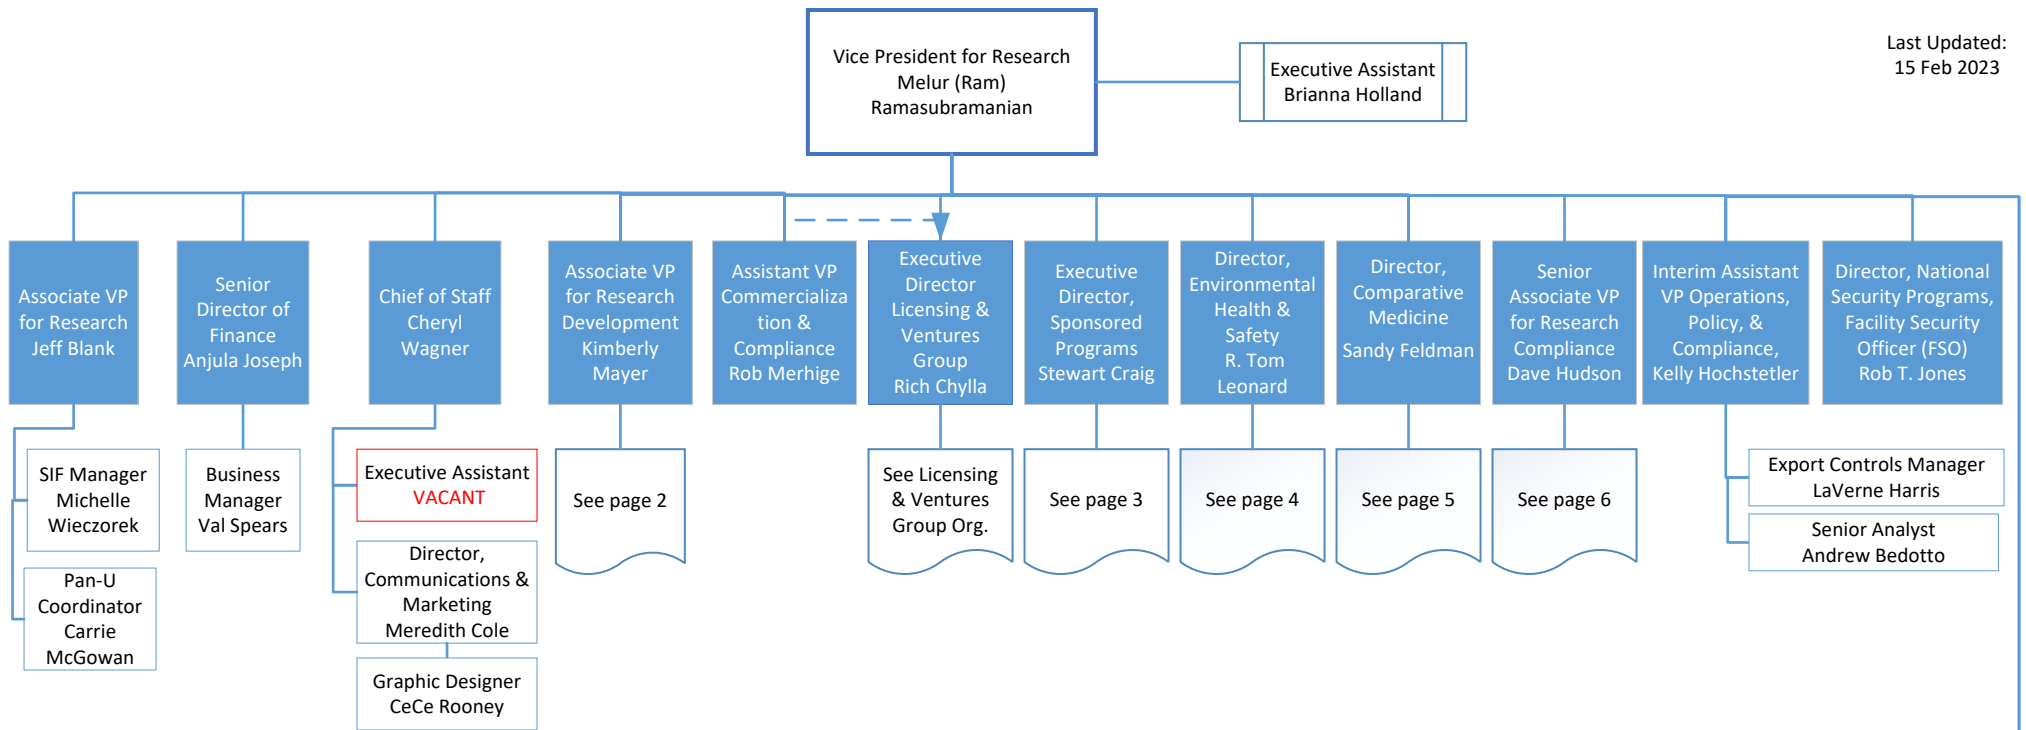 Vice President for Research
Melur (Ram)
Ramasubramanian
Executive Assistant
Brianna Holland
Last Updated:
15 Feb 2023
Associate VP
for Research
Jeff Blank
Senior
Director of
Finance
Anjula Joseph
Chief of Staff
Cheryl
Wagner
Associate VP
for Research
Development
Kimberly
Mayer
Assistant VP
Commercializa
tion &
Compliance
Rob Merhige
Executive
Director
Licensing &
Ventures
Group
Rich Chylla
Executive
Director,
Sponsored
Programs
Stewart Craig
Director,
Environmental
Health &
Safety
R. Tom
Leonard
Director,
Comparative
Medicine
Sandy Feldman
Senior
Associate VP
for Research
Compliance
Dave Hudson
Interim Assistant
VP Operations,
Policy, &
Compliance,
Kelly Hochstetler
Director, National
Security Programs,
Facility Security
Officer (FSO)
Rob T. Jones
SIF Manager
Michelle
Wieczorek
Pan-U
Coordinator
Carrie
McGowan
Business
Manager
Val Spears
Executive Assistant
VACANT
Director,
Communications &
Marketing
Meredith Cole
Graphic Designer
CeCe Rooney
See page 2
See Licensing
& Ventures
Group Org.
See page 3
See page 4
See page 5
See page 6
Export Controls Manager
LaVerne Harris
Senior Analyst
Andrew Bedotto